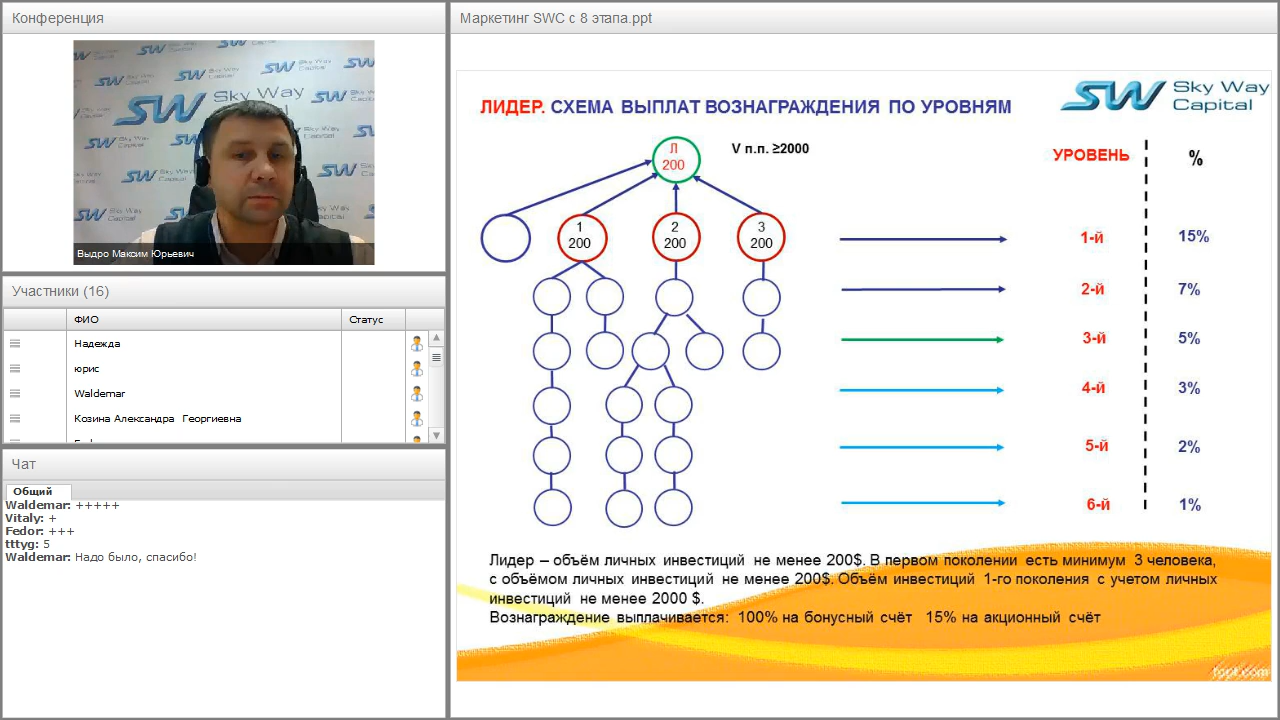 Конференция
SW Sky Way Capital
Выдро Максим Юрьевич
Участники (16)
ФИО
Статус
Надежда
юрис
Waldemar
Козина Александра Георгиевна
Чат
Общий
Waldemar: +++++
Vitaly: +
Fedor: +++
tttyg: 5
Waldemar: Надо было, спасибо!
Маркетинг SWC с 8 этапа.ppt
ЛИДЕР. СХЕМА ВЫПЛАТ ВОЗНАГРАЖДЕНИЯ ПО УРОВНЯМ
SW Sky Way
Capital
Л
200
V п.п. ≥2000
УРОВЕНЬ %
1
200
2
200
3
200
1-й 15%
2-й 7%
3-й 5%
4-й 3%
5-й 2%
6-й 1%
Лидер – объём личных инвестиций не менее 200$. В первом поколении есть минимум 3 человека,
с объёмом личных инвестиций не менее 200$. Объём инвестиций 1-го поколения с учетом личных
инвестиций не менее 2000 $.
Вознаграждение выплачивается: 100% на бонусный счёт 15% на акционный счёт
fppt.com